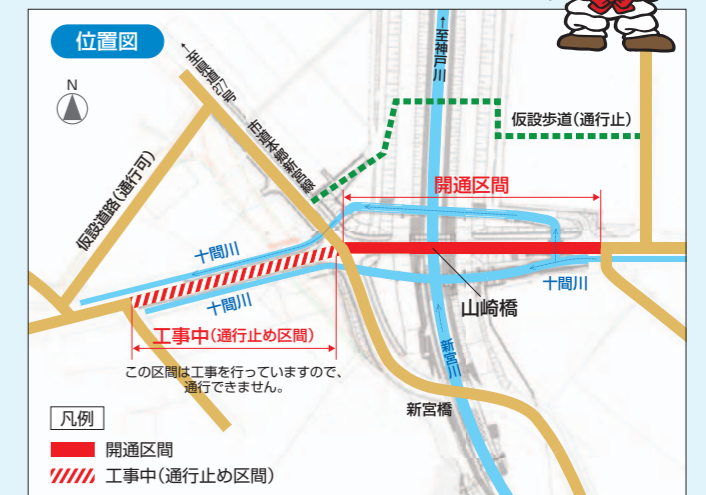 位置図
N
←至県道277号
市道本郷新宮線
←至神戸川
仮設歩道(通行止)
仮設道路(通行可)
開通区間
十間川
十間川
十間川
山崎橋
工事中(通行止め区間)
この区間は工事を行っていますので、
通行できません。
新宮川
新宮橋
凡例
開通区間
工事中(通行止め区間)